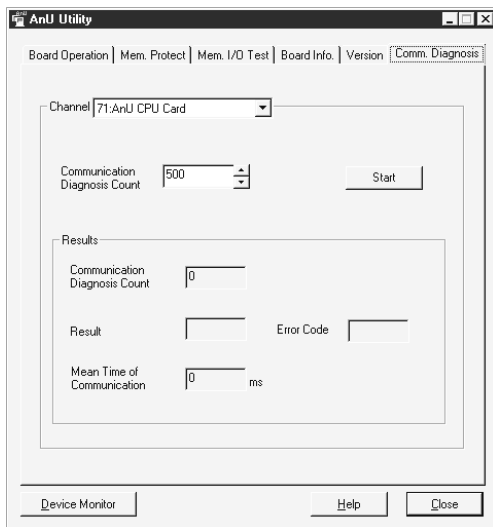 AnU Utility
Board Operation Mem. Protect Mem. I/O Test Board Info. Version Comm. Diagnosis
Channel 71:AnU CPU Card
Communication
Diagnosis Count
500
Start
Results
Communication
Diagnosis Count
0
Result
Error Code
Mean Time of
Communication
0
ms
Device Monitor
Help
Close